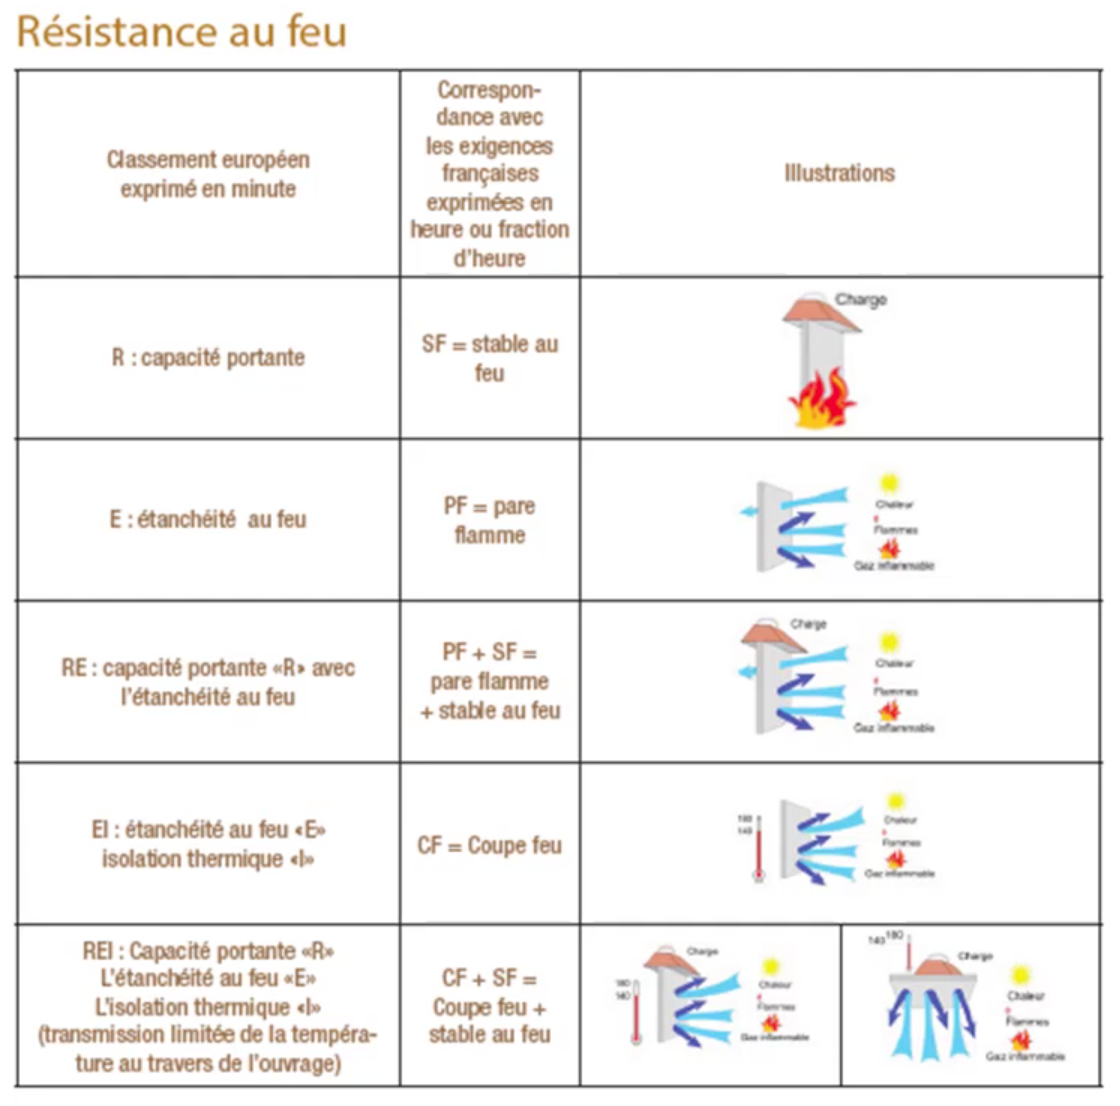 Résistance au feu
Classement européen
exprimé en minute
Correspon-
dance avec
les exigences
françaises
exprimées en
heure ou fraction
d'heure
Illustrations
R : capacité portante
SF = stable au
feu
Charge
E : étanchéité au feu
PF = pare
flamme
Chaleur
Flammes
Gaz inflammable
RE : capacité portante «R» avec
l'étanchéité au feu
PF + SF =
pare flamme
+ stable au feu
Charge
Chaleur
Flammes
Gaz inflammable
EI : étanchéité au feu «E»
isolation thermique «I»
CF = Coupe feu
180
140
Chaleur
Flammes
Gaz inflammable
REI : Capacité portante «R»
L'étanchéité au feu «E»
L'isolation thermique «I»
(transmission limitée de la tempéra-
ture au travers de l'ouvrage)
CF + SF =
Coupe feu +
stable au feu
Charge
180
140
Chaleur
Flammes
Gaz inflammable
140 180
Charge
Chaleur
Flammes
Gaz inflammable